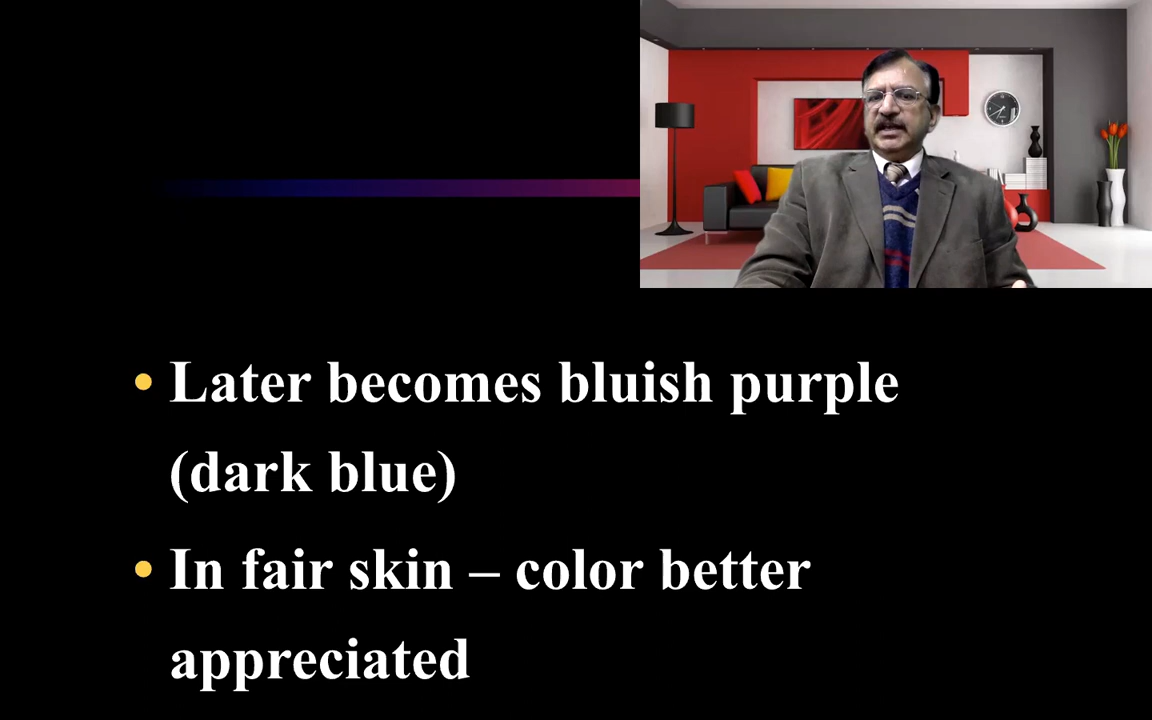 • Later becomes bluish purple
(dark blue)
• In fair skin – color better
appreciated